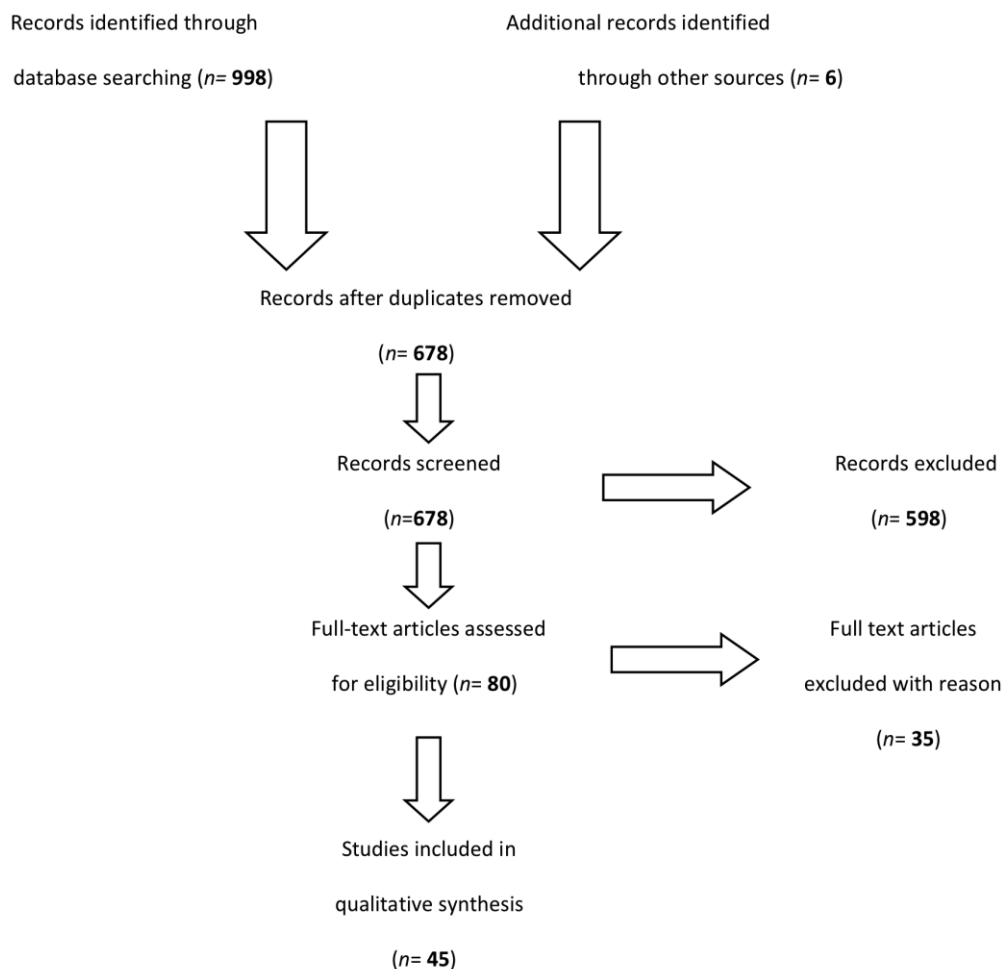 Records identified through
database searching (n= 998)
Additional records identified
through other sources (n= 6)
Records after duplicates removed
(n= 678)
Records screened
(n=678)
Records excluded
(n= 598)
Full-text articles assessed
for eligibility (n= 80)
Full text articles
excluded with reason
(n= 35)
Studies included in
qualitative synthesis
(n= 45)